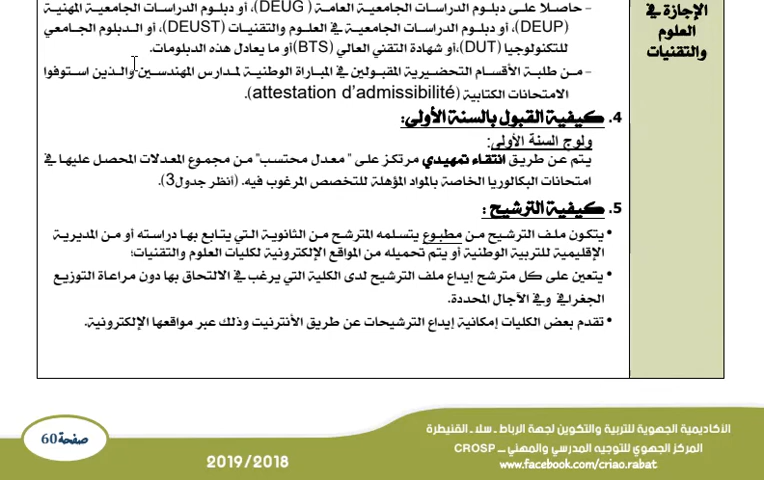 الإجازة في
العلوم
والتقنيات
- حاصلا على دبلوم الدراسات الجامعية العامة (DEUG)، أو دبلوم الدراسات الجامعية المهنية
(DEUP)، أو دبلوم الدراسات الجامعية في العلوم والتقنيات (DEUST)، أو الدبلوم الجامعي
للتكنولوجيا (DUT)،أو شهادة التقني العالي (BTS)أو ما يعادل هذه الدبلومات.
- من طلبة الأقسام التحضيرية المقبولين في المباراة الوطنية لمدارس المهندسين والذين استوفوا
الامتحانات الكتابية (attestation d'admissibilité).
4. كيفية القبول بالسنة الأولى:
ولوج السنة الأولى:
يتم عن طريق انتقاء تمهيدي مرتكز على " معدل محتسب" من مجموع المعدلات المحصل عليها في
امتحانات البكالوريا الخاصة بالمواد المؤهلة للتخصص المرغوب فيه. (أنظر جدول3).
5. كيفية الترشيح :
• يتكون ملف الترشيح من مطبوع يتسلمه المترشح من الثانوية التي يتابع بها دراسته أو من المديرية
الإقليمية للتربية الوطنية أو يتم تحميله من المواقع الإلكترونية لكليات العلوم والتقنيات؛
• يتعين على كل مترشح إيداع ملف الترشيح لدى الكلية التي يرغب في الالتحاق بها دون مراعاة التوزيع
الجغرافي وفي الآجال المحددة.
• تقدم بعض الكليات إمكانية إيداع الترشيحات عن طريق الأنترنيت وذلك عبر مواقعها الإلكترونية.
الأكاديمية الجهوية للتربية والتكوين لجهة الرباط ـ سلا ـ القنيطرة
المركز الجهوي للتوجيه المدرسي والمهني – CROSP
www.facebook.com/criao.rabat
2019/2018
صفحة60